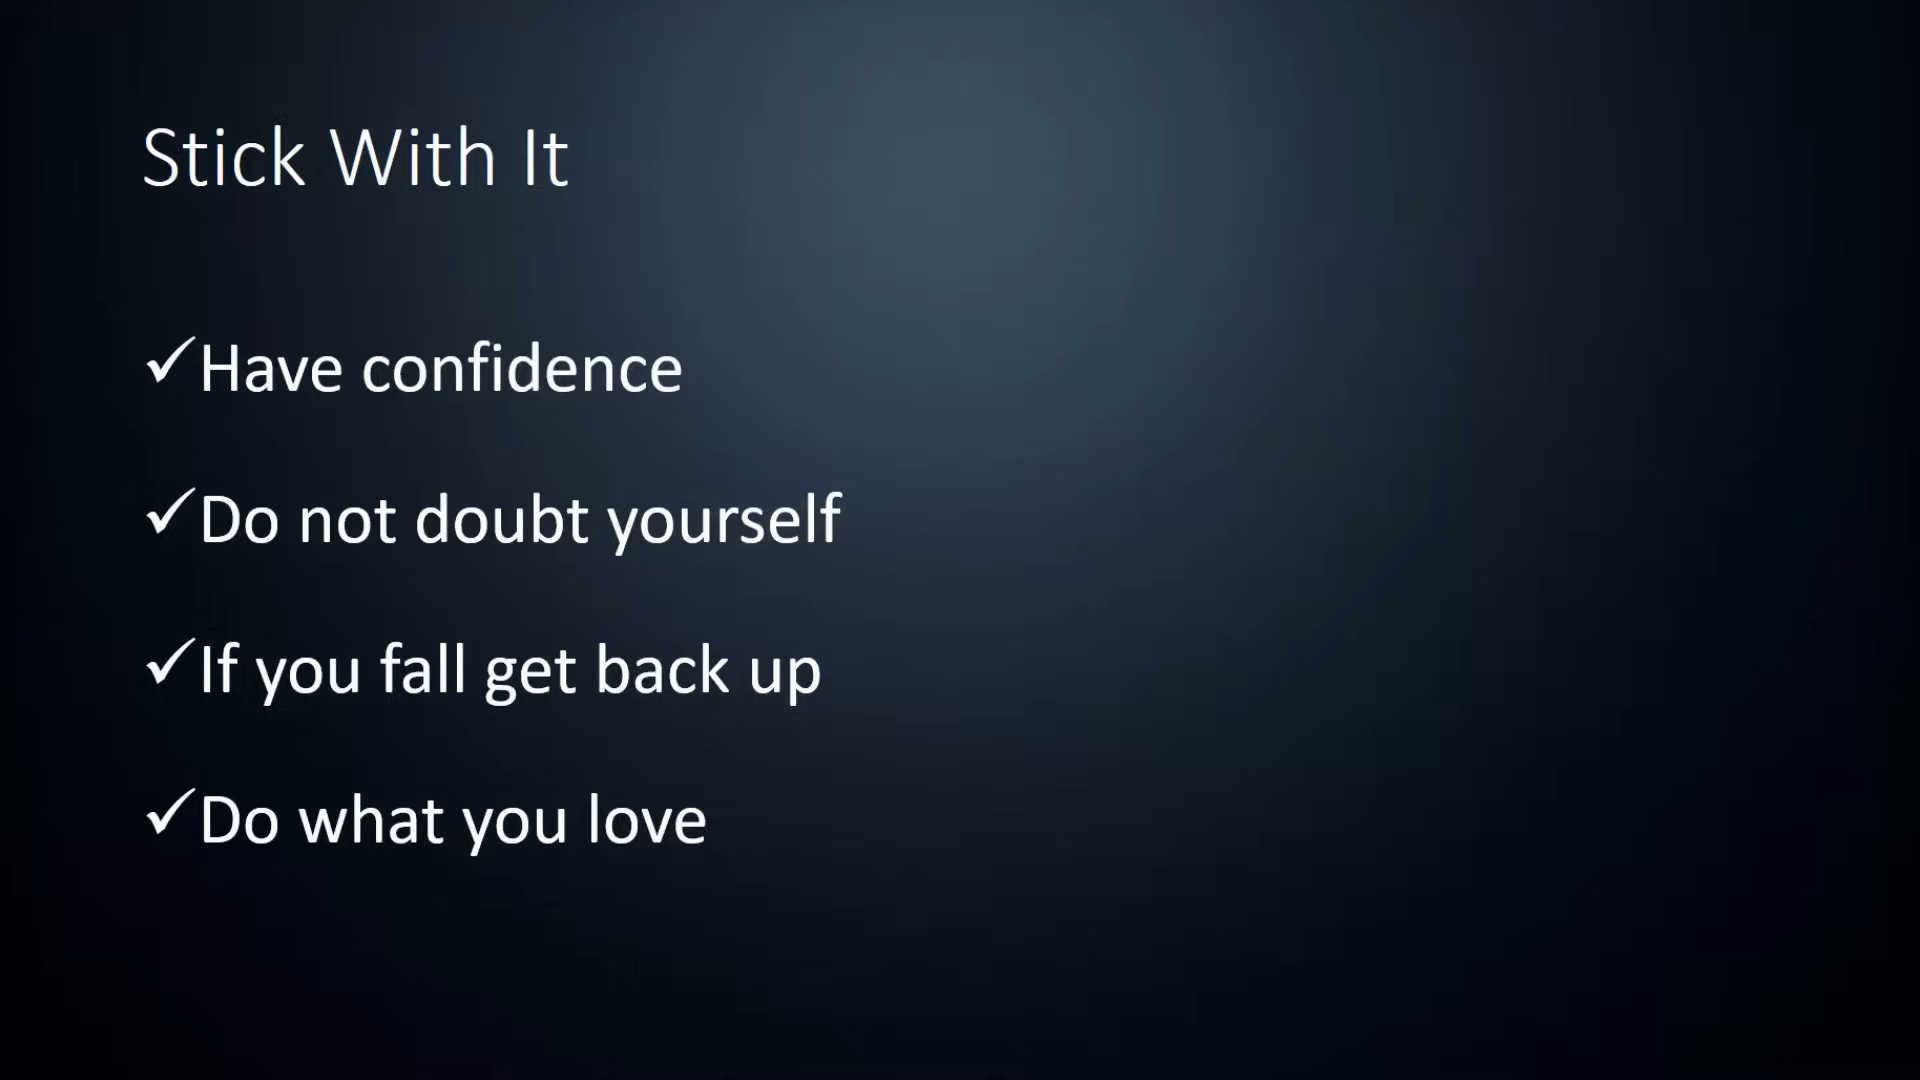 Stick With It
✓Have confidence
✓Do not doubt yourself
✓If you fall get back up
✓Do what you love